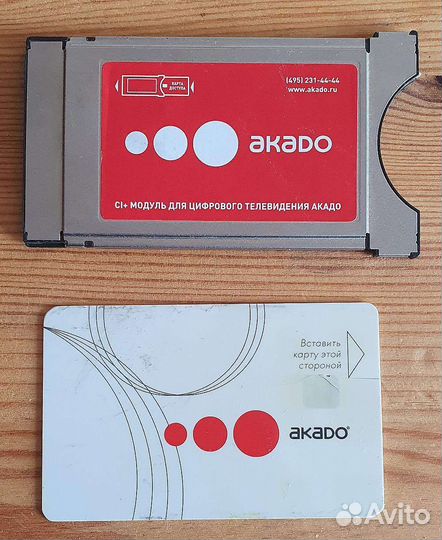 КАРТА
ДОСТУПА
(495) 231-44-44
www.akado.ru
акадо
CI+ МОДУЛЬ ДЛЯ ЦИФРОВОГО ТЕЛЕВИДЕНИЯ АКАДО
Вставить
карту этой
стороной
акадо®
Avito